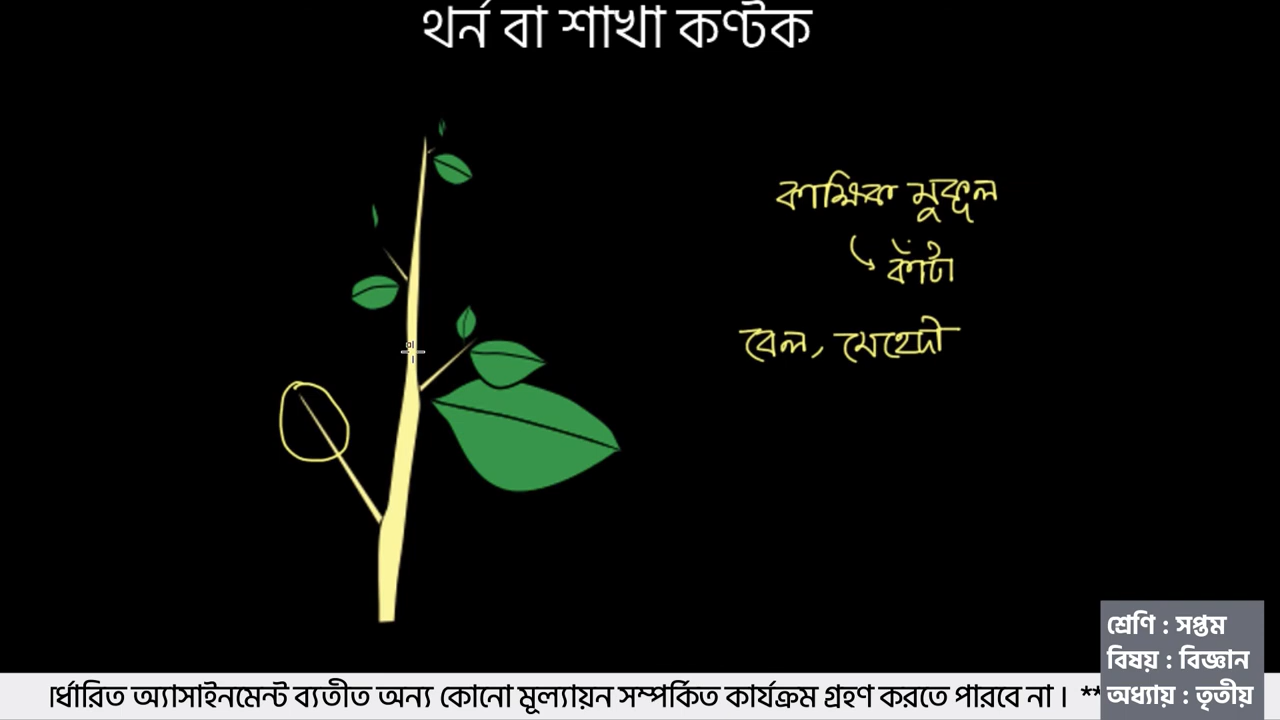 থর্ন বা শাখা কণ্টক
কাক্ষিক মুকুল
কাঁটা
বেল, মেহেদী
শ্রেণি : সপ্তম
বিষয় : বিজ্ঞান
অধ্যায় : তৃতীয়
র্ধারিত অ্যাসাইনমেন্ট ব্যতীত অন্য কোনো মূল্যায়ন সম্পর্কিত কার্যক্রম গ্রহণ করতে পারবে না। **